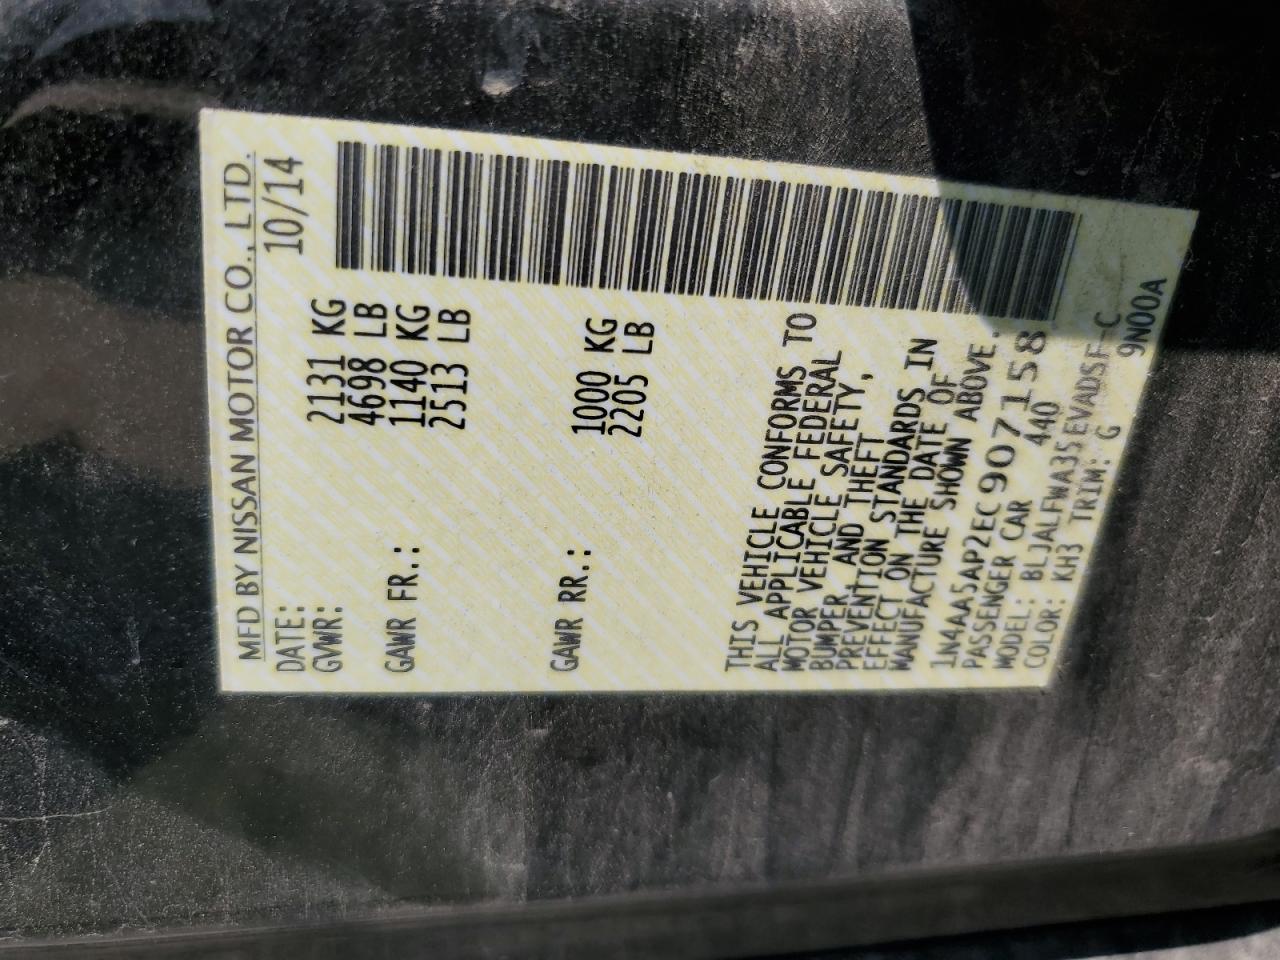 MFD BY NISSAN MOTOR CO., LTD.
DATE: 10/14
GVWR: 2131 KG
4698 LB
GAWR FR.: 1140 KG
2513 LB
GAWR RR.: 1000 KG
2205 LB
THIS VEHICLE CONFORMS TO
ALL APPLICABLE FEDERAL
MOTOR VEHICLE SAFETY,
BUMPER AND THEFT
PREVENTION STANDARDS IN
EFFECT ON THE DATE OF
MANUFACTURE SHOWN ABOVE.
1N4AA5AP2EC907158
PASSENGER CAR 440
MODEL: BLJALFWA35EVADSF-C
COLOR: KH3 TRIM: G 9N00A